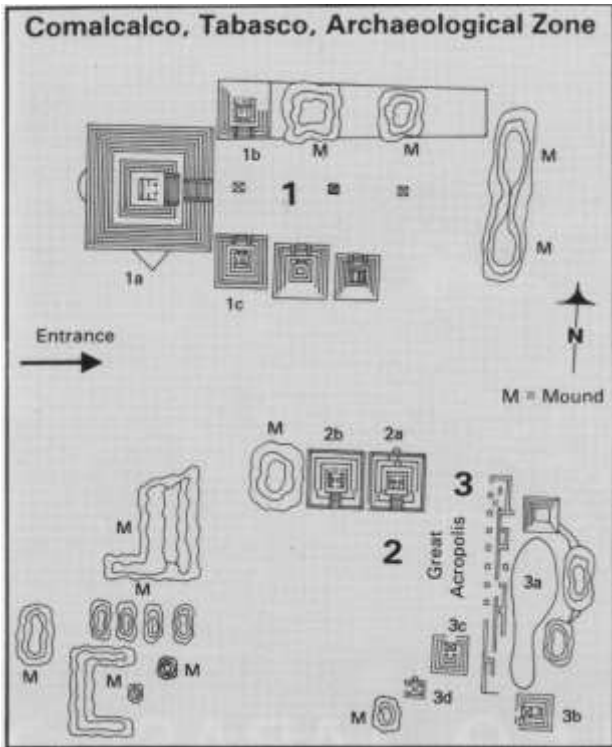 Comalcalco, Tabasco, Archaeological Zone
1b
M
M
M
1
M
1a
1c
Entrance
N
M = Mound
M
2b
2a
3
M
2
Great
Acropolis
3a
M
3c
M
M
M
3d
M
3b